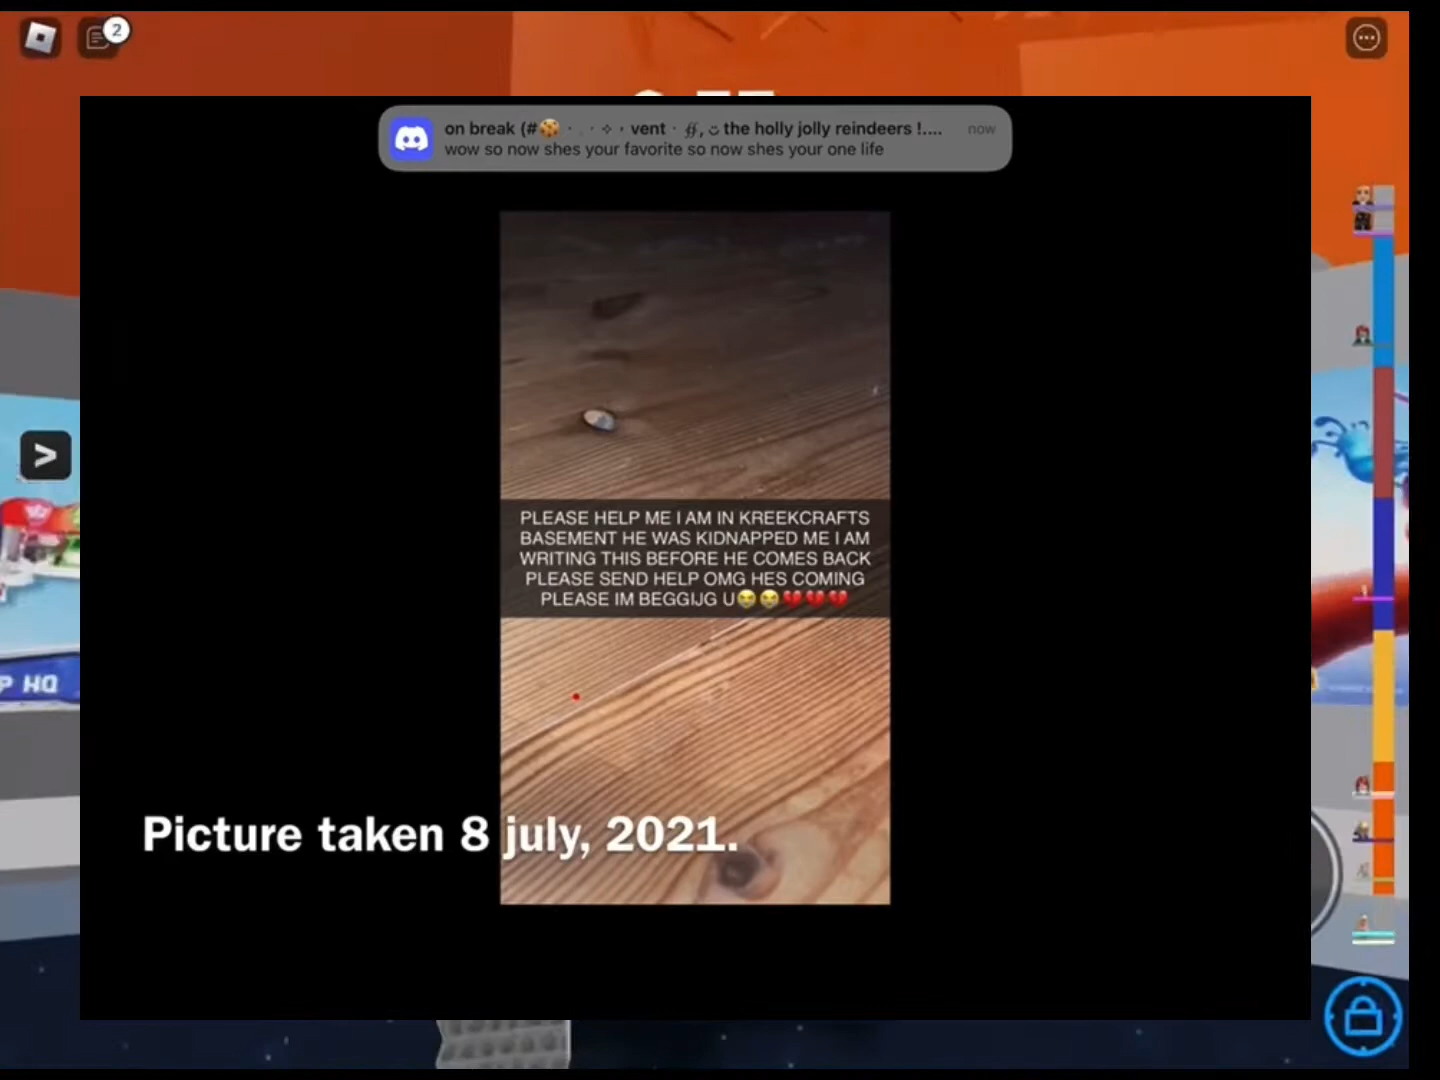 2
on break (#🍪 · . · ✧ · vent · ∯, ت the holly jolly reindeers !....
now
wow so now shes your favorite so now shes your one life
PLEASE HELP ME I AM IN KREEKCRAFTS
BASEMENT HE WAS KIDNAPPED ME I AM
WRITING THIS BEFORE HE COMES BACK
PLEASE SEND HELP OMG HES COMING
PLEASE IM BEGGIJG U😭😭💔💔💔
P HQ
Picture taken 8 july, 2021.